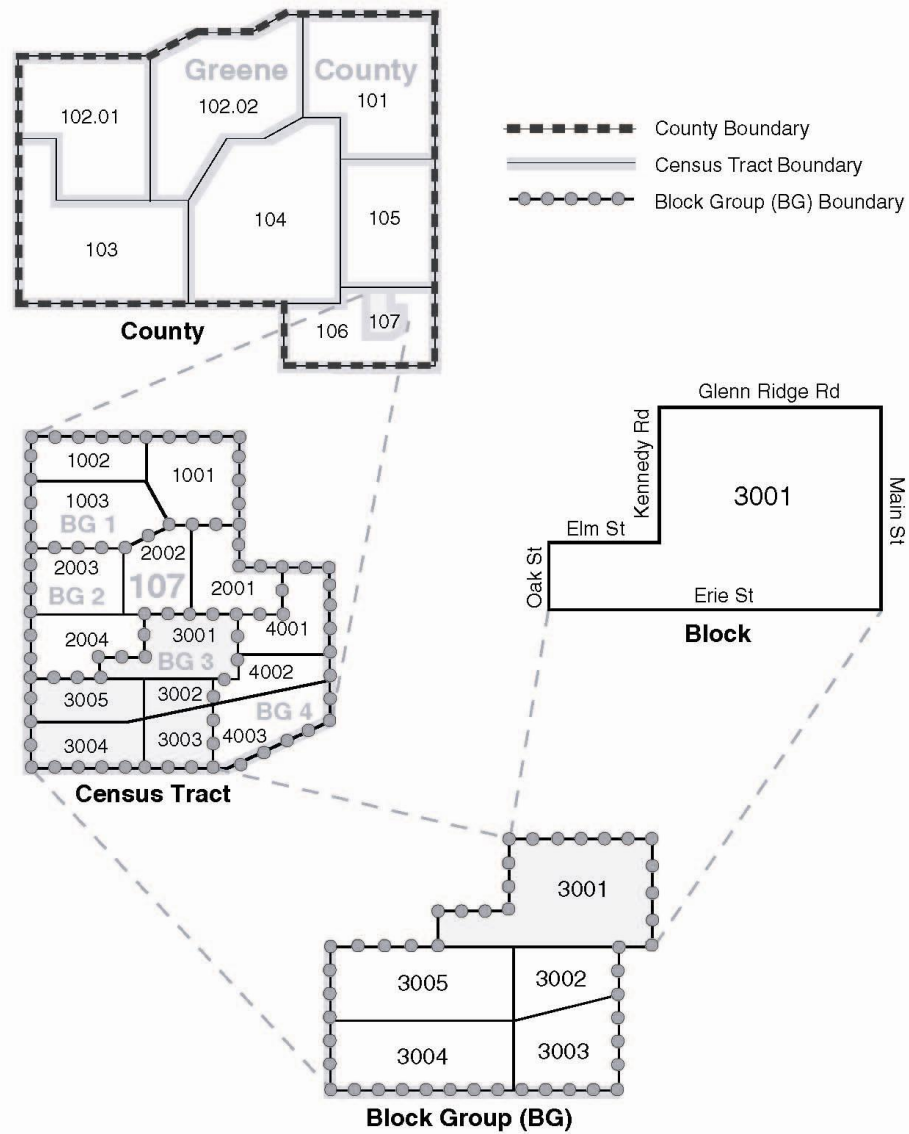 Greene County
102.01
102.02
101
103
104
105
106
107
County
County Boundary
Census Tract Boundary
Block Group (BG) Boundary
1002
1001
1003
BG 1
2002
2003
107
BG 2
2001
2004
3001
4001
BG 3
4002
3005
3002
BG 4
3004
3003
4003
Census Tract
Glenn Ridge Rd
Kennedy Rd
3001
Main St
Elm St
Oak St
Erie St
Block
3001
3005
3002
3004
3003
Block Group (BG)